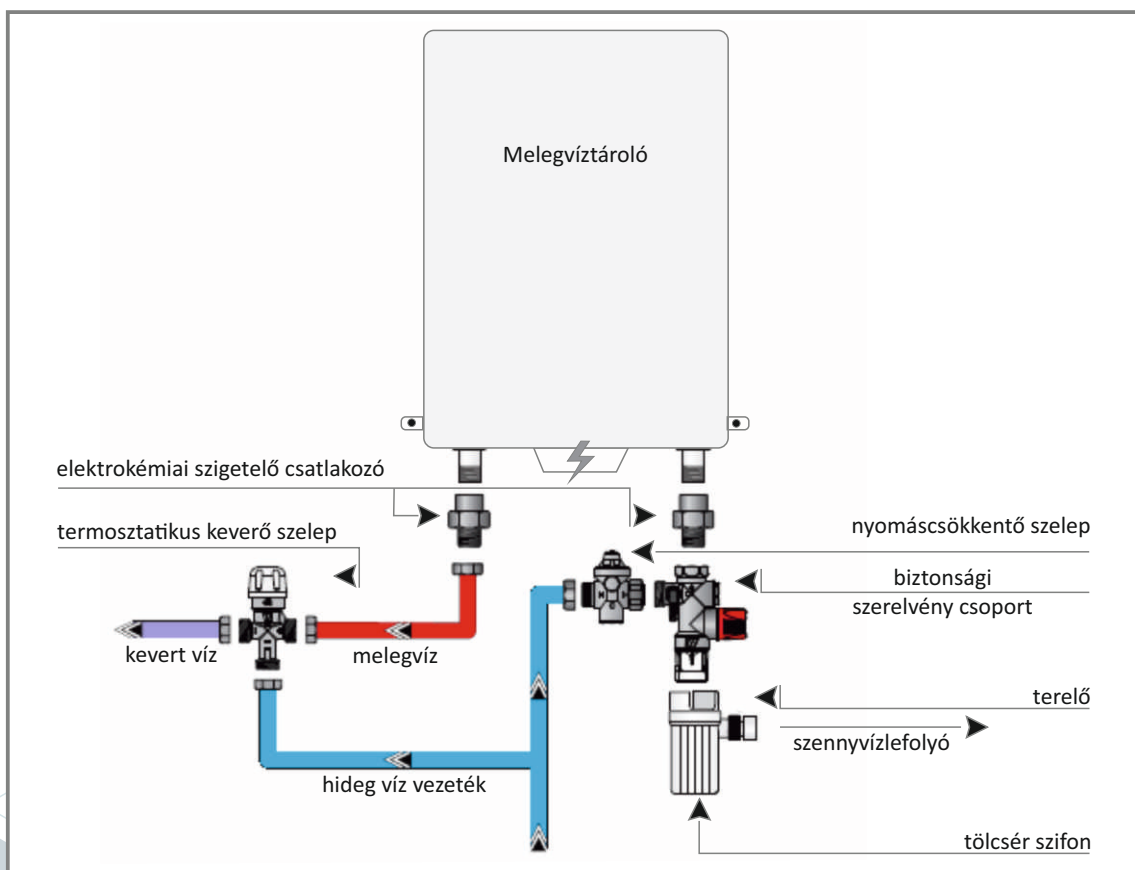 Melegvíztároló
elektrokémiai szigetelő csatlakozó
termosztatikus keverő szelep
nyomáscsökkentő szelep
biztonsági
szerelvény csoport
kevert víz
melegvíz
terelő
szennyvízlefolyó
hideg víz vezeték
tölcsér szifon